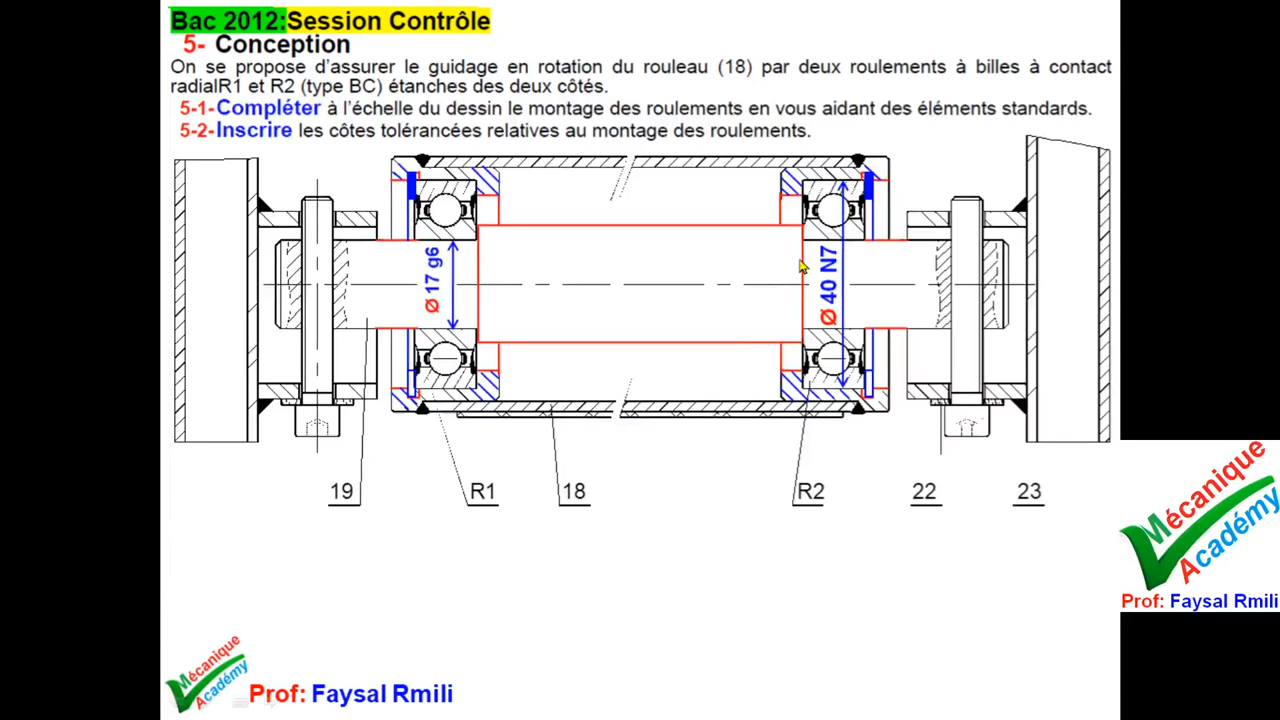 Bac 2012:Session Contrôle
5- Conception
On se propose d'assurer le guidage en rotation du rouleau (18) par deux roulements à billes à contact
radialR1 et R2 (type BC) étanches des deux côtés.
5-1-Compléter à l'échelle du dessin le montage des roulements en vous aidant des éléments standards.
5-2-Inscrire les côtes tolérancées relatives au montage des roulements.
Ø 17 g6
Ø 40 N7
19
R1
18
R2
22
23
Mécanique
Académy
Prof: Faysal Rmili
Mécanique
Académy
Prof: Faysal Rmili